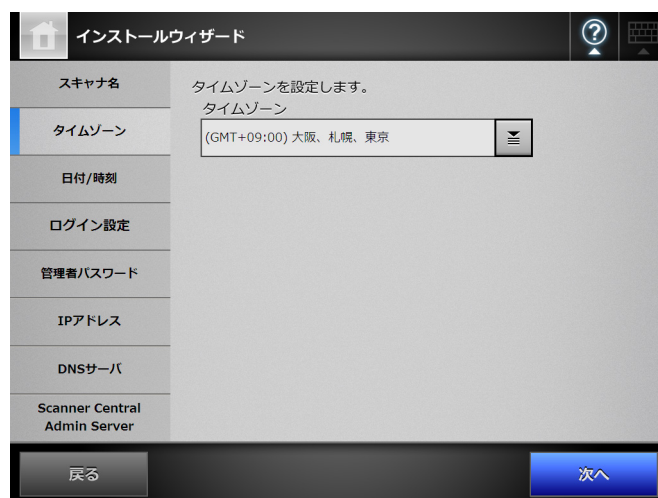 インストールウィザード
スキャナ名
タイムゾーン
日付/時刻
ログイン設定
管理者パスワード
IPアドレス
DNSサーバ
Scanner Central
Admin Server
タイムゾーンを設定します。
タイムゾーン
(GMT+09:00) 大阪、札幌、東京
戻る
次へ